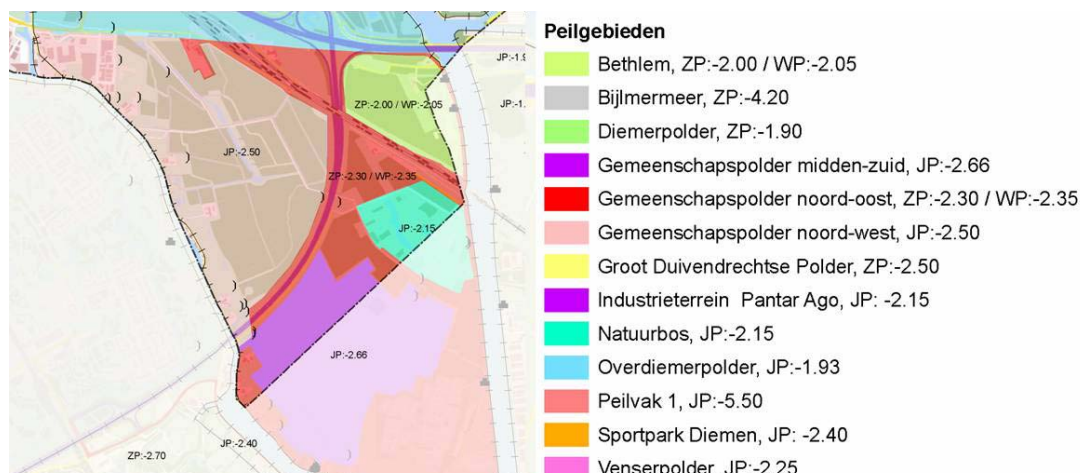 JP:-1.9
ZP:-2.00 / WP:-2.05
JP:-1.
JP:-2.50
ZP:-2.30 / WP:-2.35
JP:-2.15
JP:-2.66
JP:-2.40
ZP:-2.70
Peilgebieden
Bethlem, ZP:-2.00 / WP:-2.05
Bijlmermeer, ZP:-4.20
Diemerpolder, ZP:-1.90
Gemeenschapspolder midden-zuid, JP:-2.66
Gemeenschapspolder noord-oost, ZP:-2.30 / WP:-2.35
Gemeenschapspolder noord-west, JP:-2.50
Groot Duivendrechtse Polder, ZP:-2.50
Industrieterrein Pantar Ago, JP: -2.15
Natuurbos, JP:-2.15
Overdiemerpolder, JP:-1.93
Peilvak 1, JP:-5.50
Sportpark Diemen, JP: -2.40
Venserpolder, JP:-2.25